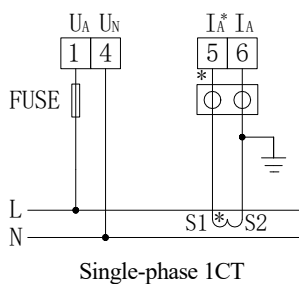 UA UN IA* IA
1 4 5 6
*
FUSE
L
S1 * S2
N
Single-phase 1CT